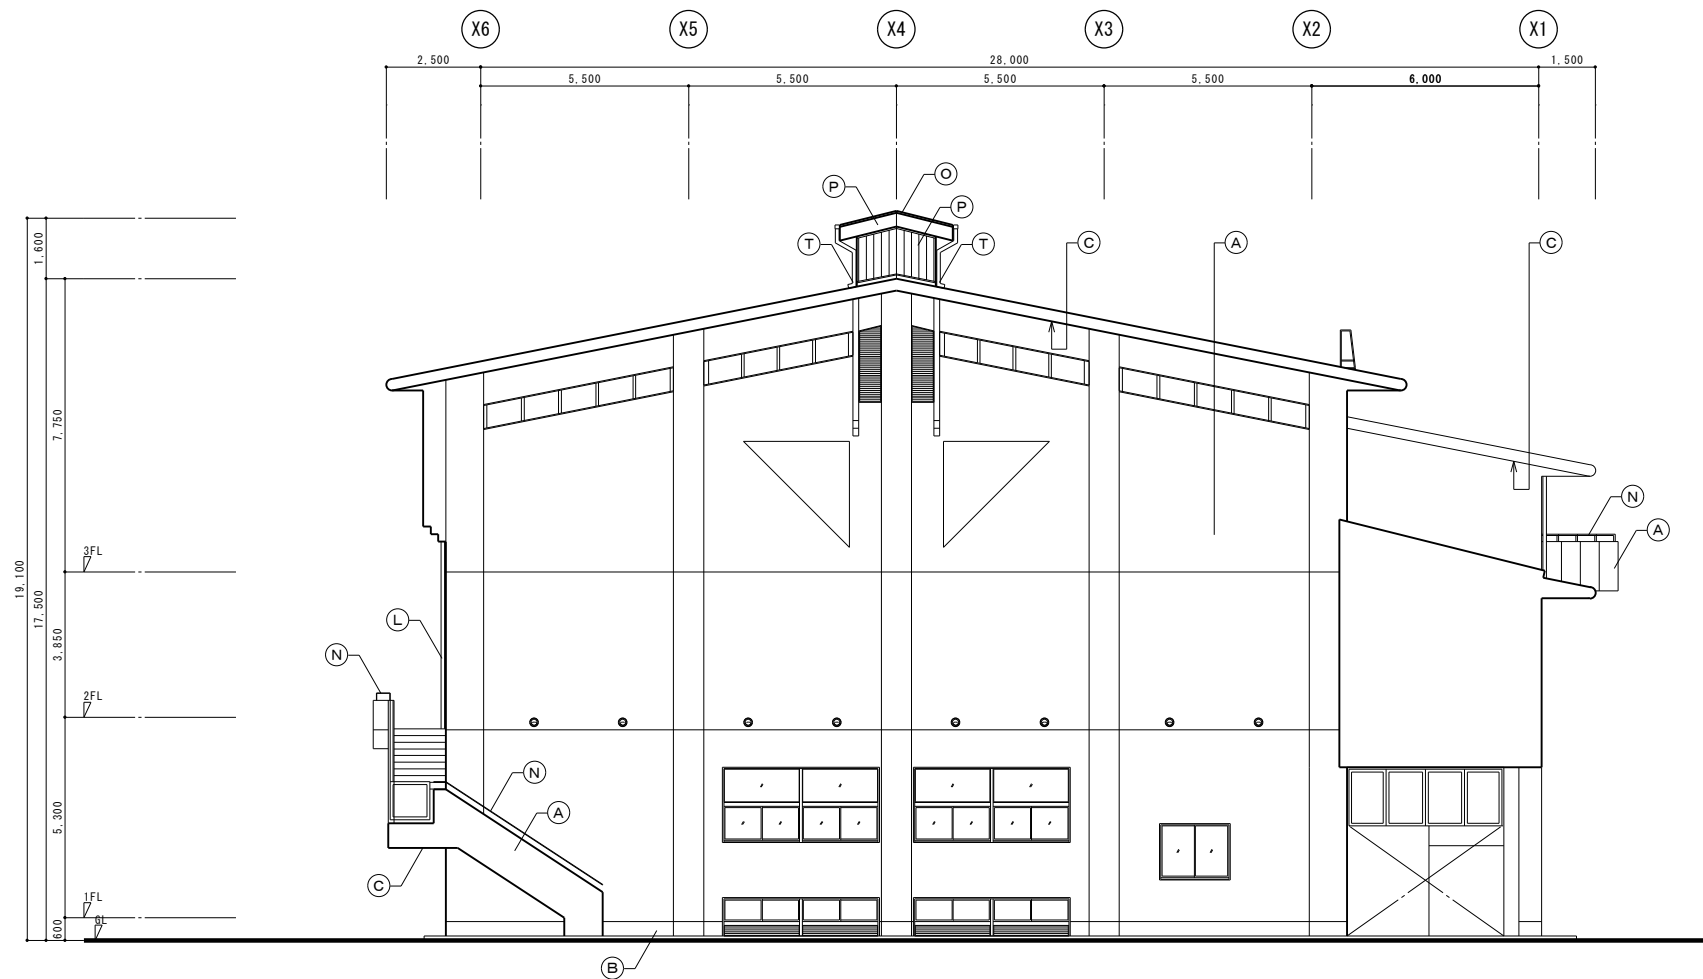 X6 X5 X4 X3 X2 X1
2,500 28,000 1,500
5,500 5,500 5,500 5,500 6,000
O
P
P
T T C A C
1,600
7,750
N
A
3FL
19,100
17,500
L
3,850
N
2FL
N
A
5,300
C
1FL
GL
600
B